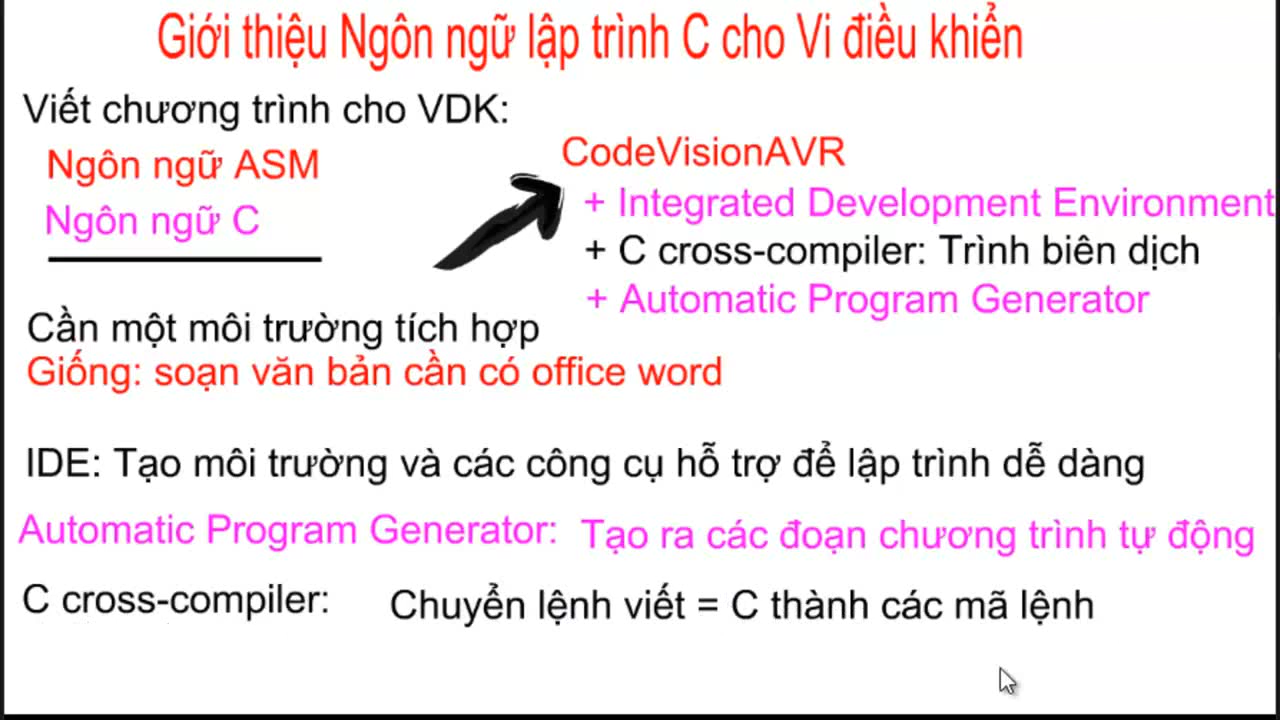 Giới thiệu Ngôn ngữ lập trình C cho Vi điều khiển
Viết chương trình cho VDK:
Ngôn ngữ ASM
Ngôn ngữ C
CodeVisionAVR
+ Integrated Development Environment
+ C cross-compiler: Trình biên dịch
+ Automatic Program Generator
Cần một môi trường tích hợp
Giống: soạn văn bản cần có office word
IDE: Tạo môi trường và các công cụ hỗ trợ để lập trình dễ dàng
Automatic Program Generator: Tạo ra các đoạn chương trình tự động
C cross-compiler: Chuyển lệnh viết = C thành các mã lệnh